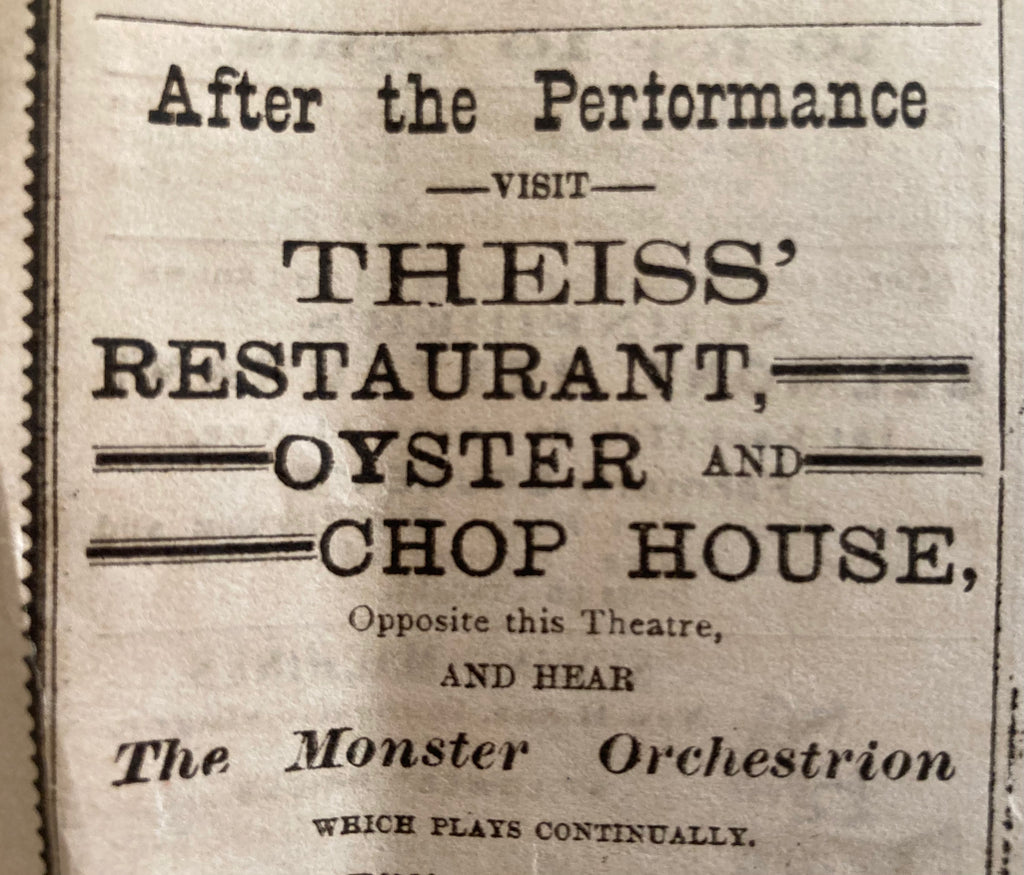 After the Performance
—VISIT—
THEISS'
RESTAURANT,
OYSTER AND
CHOP HOUSE,
Opposite this Theatre,
AND HEAR
The Monster Orchestrion
WHICH PLAYS CONTINUALLY.